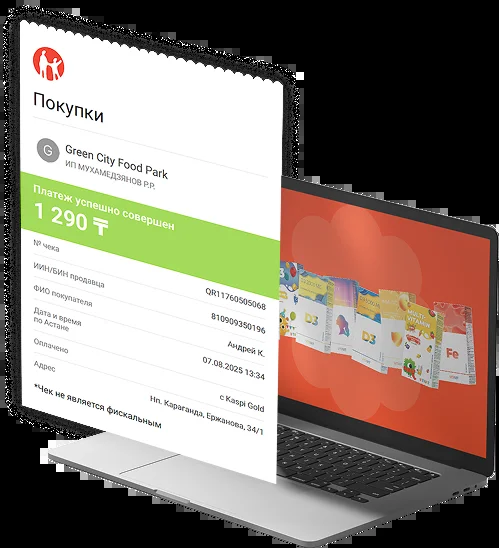 Покупки
G
Green City Food Park
ИП МУХАМЕДЗЯНОВ Р.Р.
Платеж успешно совершен
1 290 ₸
№ чека
QR11760505068
ИИН/БИН продавца
810909350196
ФИО покупателя
Андрей К.
Дата и время
по Астане
07.08.2025 13:34
Оплачено
с Kaspi Gold
Адрес
Нп. Караганда, Ержанова, 34/1
*Чек не является фискальным
D3
D3
MULTI-
VITAMIN
Fe